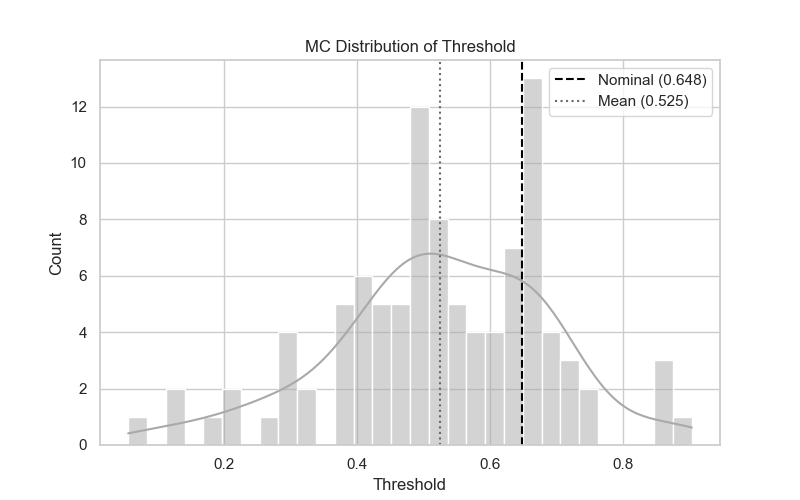 MC Distribution of Threshold
Nominal (0.648)
Mean (0.525)
12
10
8
6
4
2
0
Count
0.2
0.4
0.6
0.8
Threshold